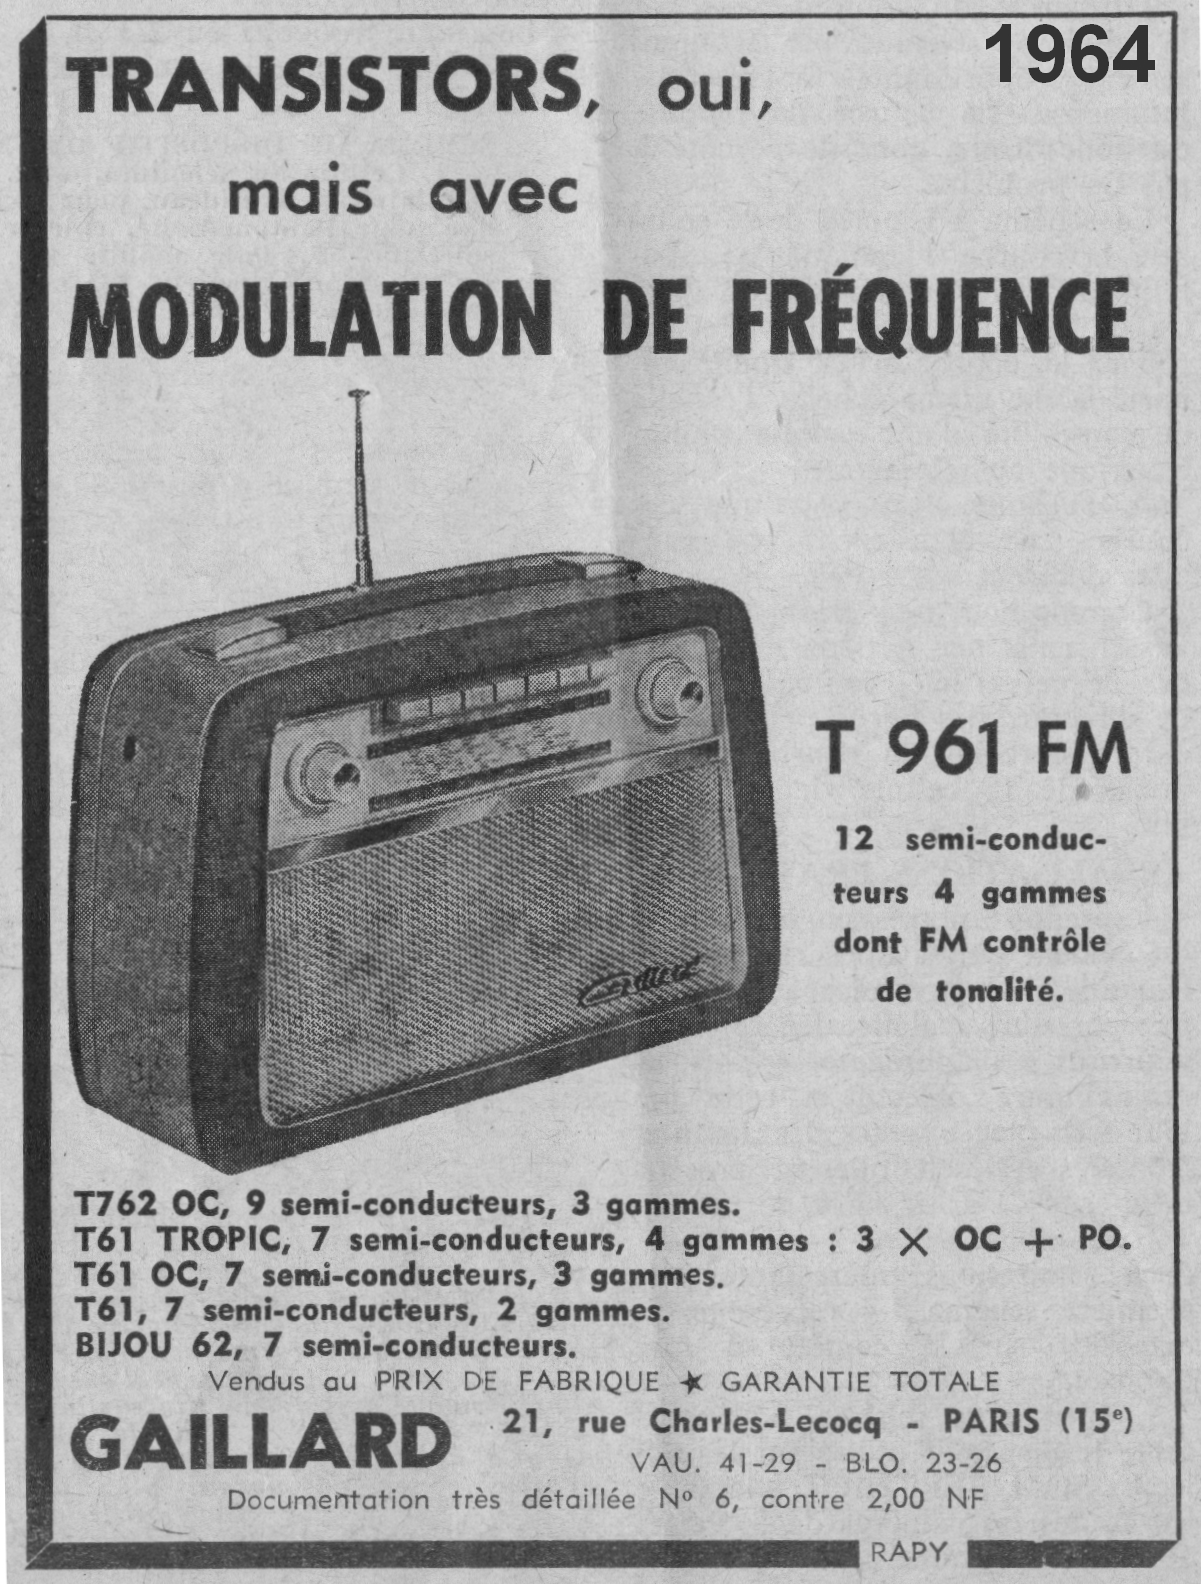 1964
TRANSISTORS, oui,
mais avec
MODULATION DE FRÉQUENCE
T 961 FM
12 semi-conduc-
teurs 4 gammes
dont FM contrôle
de tonalité.
T762 OC, 9 semi-conducteurs, 3 gammes.
T61 TROPIC, 7 semi-conducteurs, 4 gammes : 3 × OC + PO.
T61 OC, 7 semi-conducteurs, 3 gammes.
T61, 7 semi-conducteurs, 2 gammes.
BIJOU 62, 7 semi-conducteurs.
Vendus au PRIX DE FABRIQUE ★ GARANTIE TOTALE
GAILLARD 21, rue Charles-Lecocq - PARIS (15e)
VAU. 41-29 - BLO. 23-26
Documentation très détaillée No 6, contre 2,00 NF
RAPY